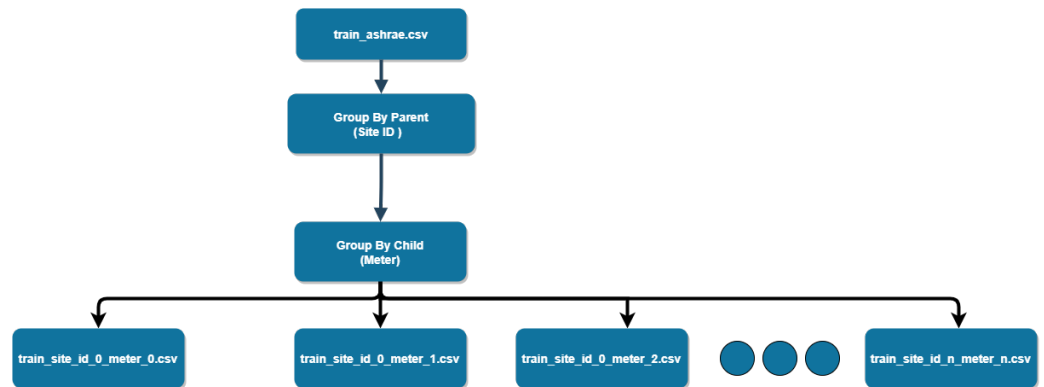 train_ashrae.csv
Group By Parent
(Site ID )
Group By Child
(Meter)
train_site_id_0_meter_0.csv
train_site_id_0_meter_1.csv
train_site_id_0_meter_2.csv
train_site_id_n_meter_n.csv